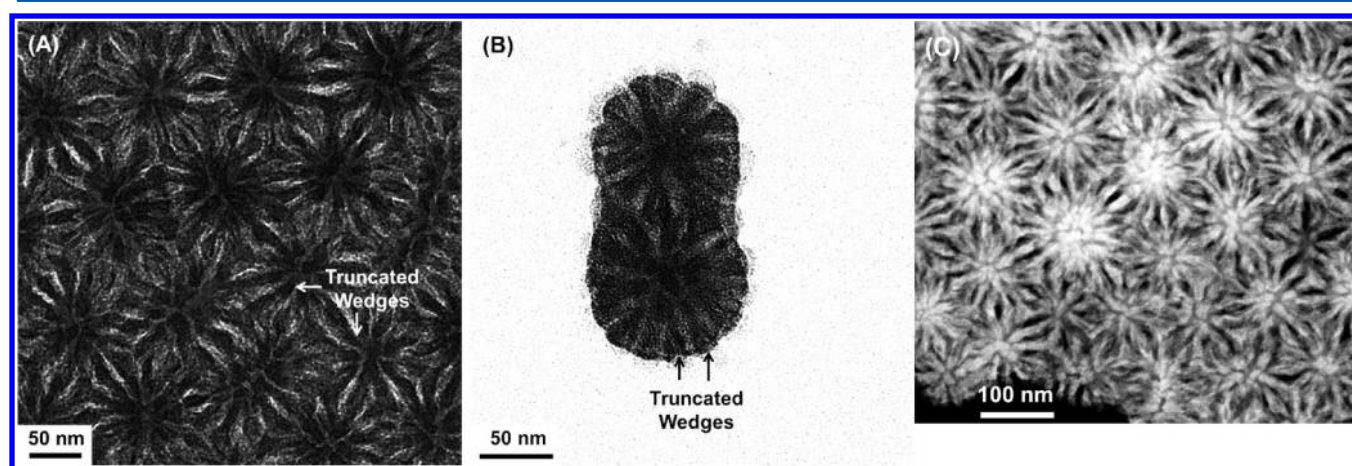 (A)
Truncated
Wedges
50 nm
(B)
Truncated
Wedges
50 nm
(C)
100 nm